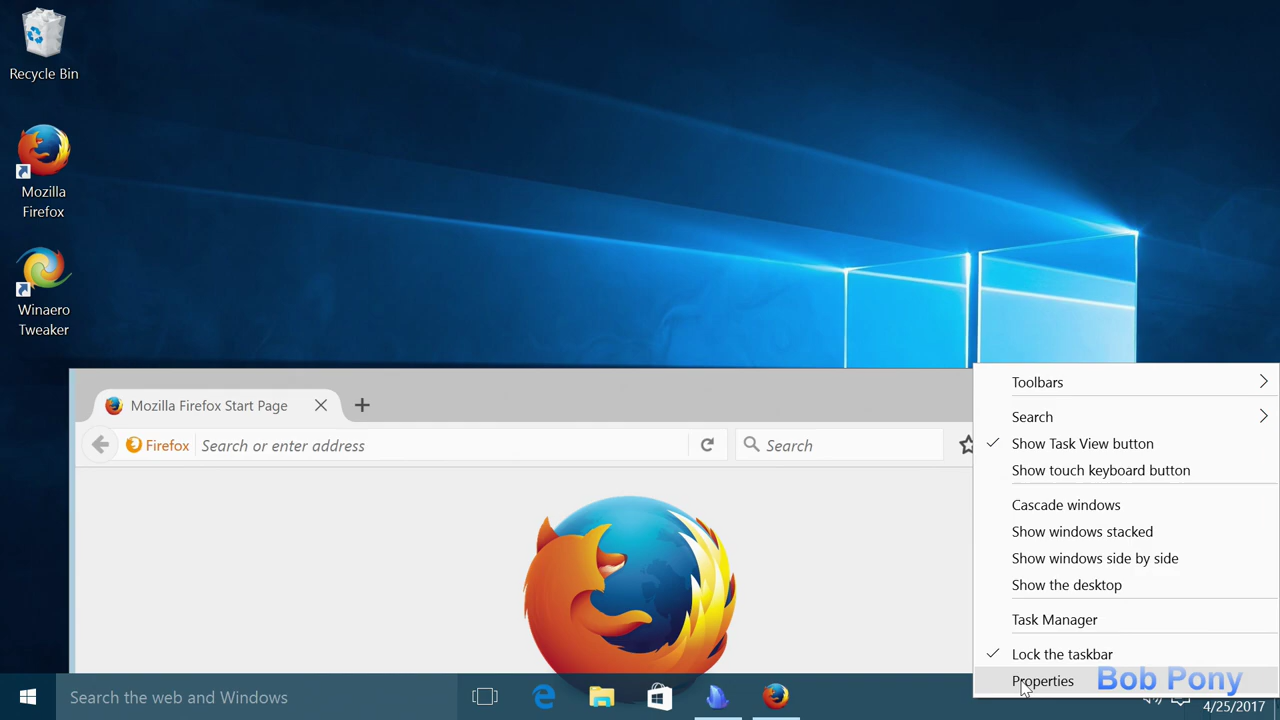 Recycle Bin
Mozilla
Firefox
Winaero
Tweaker
Mozilla Firefox Start Page
Firefox
Search or enter address
Search
Toolbars
Search
Show Task View button
Show touch keyboard button
Cascade windows
Show windows stacked
Show windows side by side
Show the desktop
Task Manager
Lock the taskbar
Properties
Bob Pony
Search the web and Windows
4/25/2017